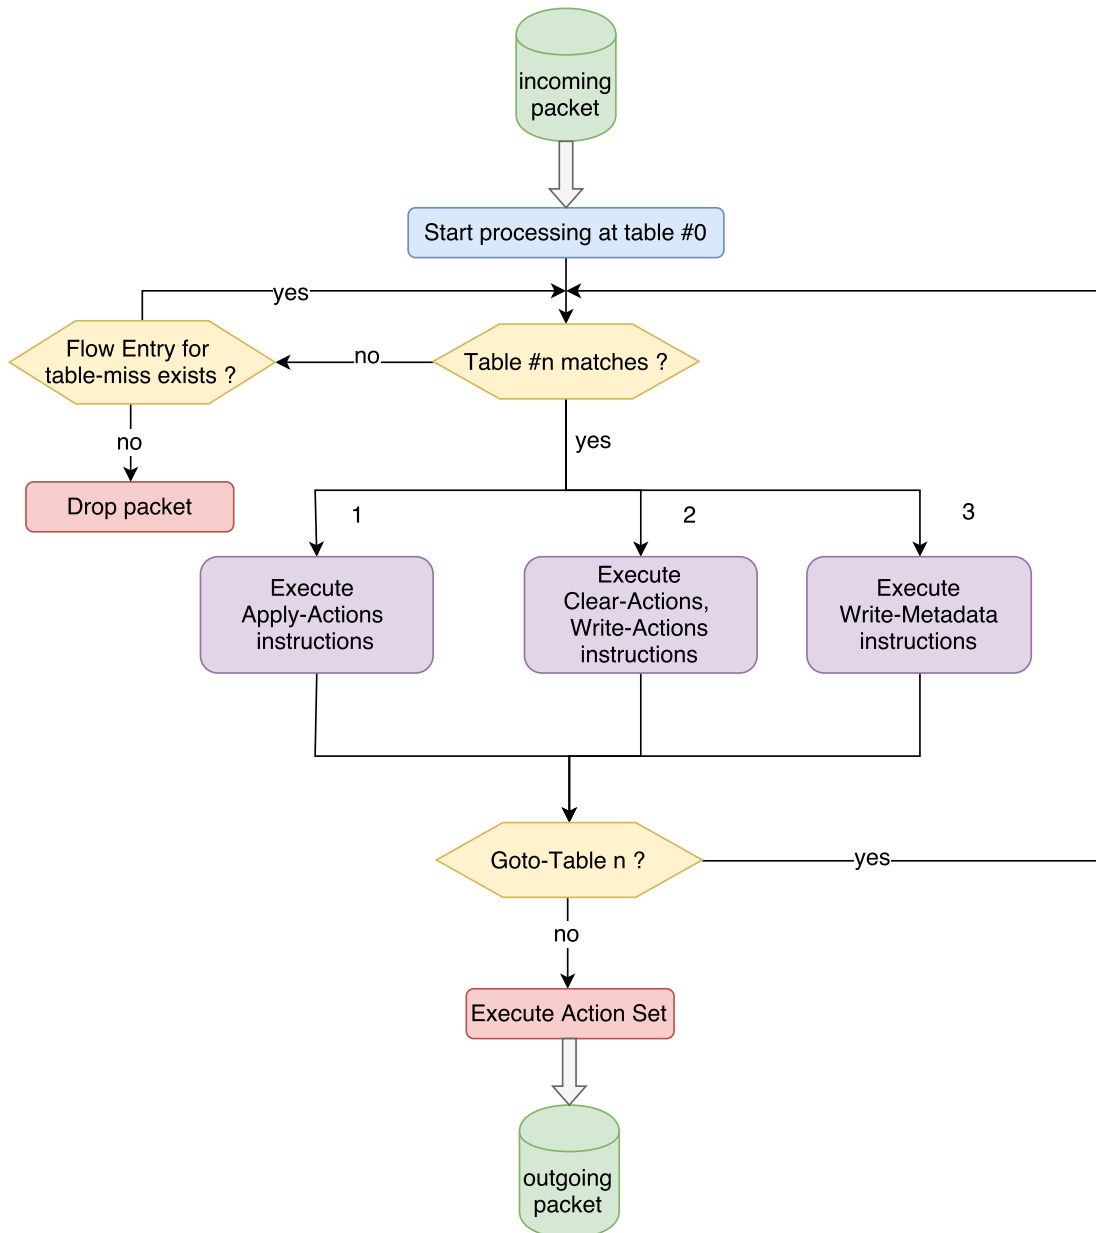 incoming
packet
Start processing at table #0
yes
Flow Entry for
table-miss exists ?
no
Table #n matches ?
no
yes
Drop packet
1
2
3
Execute
Apply-Actions
instructions
Execute
Clear-Actions,
Write-Actions
instructions
Execute
Write-Metadata
instructions
Goto-Table n ?
yes
no
Execute Action Set
outgoing
packet